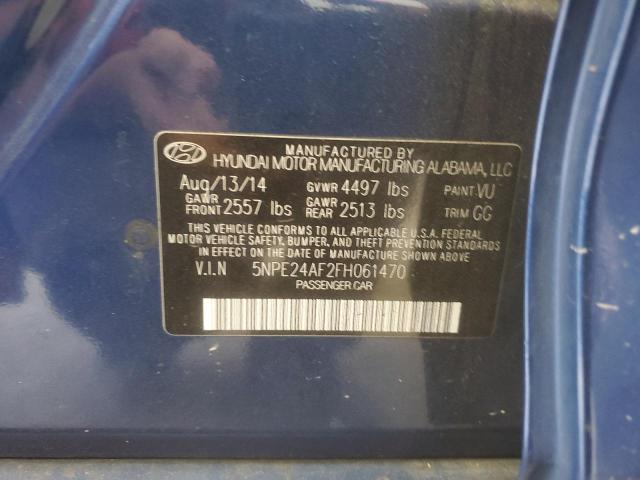 MANUFACTURED BY
HYUNDAI MOTOR MANUFACTURING ALABAMA, LLC
Aug/13/14 GVWR 4497 lbs PAINT VU
GAWR FRONT 2557 lbs GAWR REAR 2513 lbs TRIM GG
THIS VEHICLE CONFORMS TO ALL APPLICABLE U.S.A. FEDERAL
MOTOR VEHICLE SAFETY, BUMPER, AND THEFT PREVENTION
STANDARDS IN EFFECT ON THE DATE OF MANUFACTURE SHOWN ABOVE.
V.I.N 5NPE24AF2FH061470
PASSENGER CAR